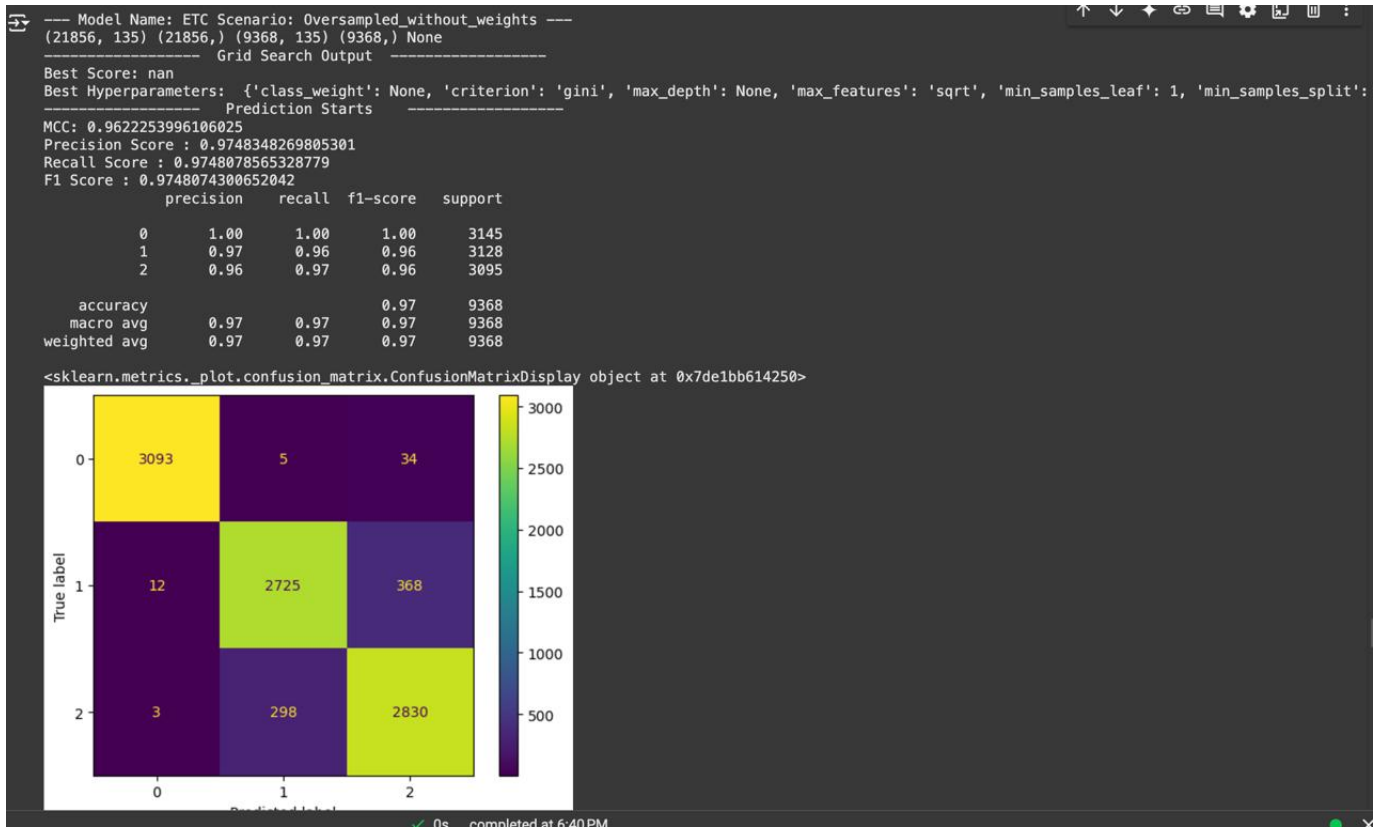 --- Model Name: ETC Scenario: Oversampled_without_weights ---
(21856, 135) (21856,) (9368, 135) (9368,) None
------------------ Grid Search Output ------------------
Best Score: nan
Best Hyperparameters:  {'class_weight': None, 'criterion': 'gini', 'max_depth': None, 'max_features': 'sqrt', 'min_samples_leaf': 1, 'min_samples_split':
------------------ Prediction Starts ------------------
MCC: 0.9622253996106025
Precision Score : 0.9748348269805301
Recall Score : 0.9748078565328779
F1 Score : 0.9748074300652042
precision recall f1-score support
0 1.00 1.00 1.00 3145
1 0.97 0.96 0.96 3128
2 0.96 0.97 0.96 3095
accuracy 0.97 9368
macro avg 0.97 0.97 0.97 9368
weighted avg 0.97 0.97 0.97 9368
<sklearn.metrics._plot.confusion_matrix.ConfusionMatrixDisplay object at 0x7de1bb614250>
3000
0 3093 5 34
2500
2000
True label
1 12 2725 368
1500
1000
2 3 298 2830
500
0 1 2
Predicted label
0s completed at 6:40 PM